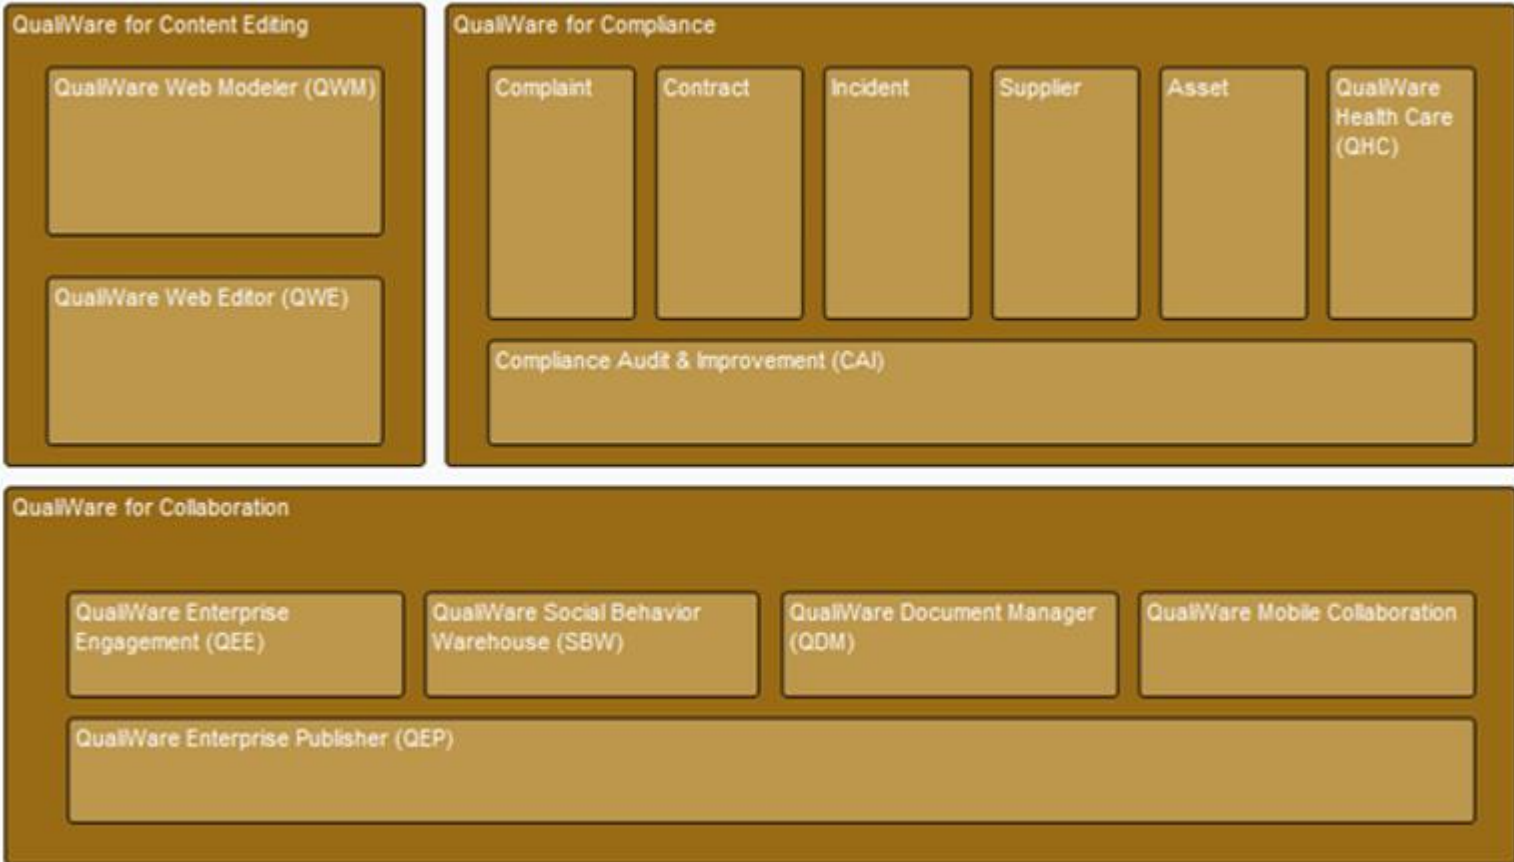 QualiWare for Content Editing
QualiWare Web Modeler (QWM)
QualiWare Web Editor (QWE)
QualiWare for Compliance
Complaint
Contract
Incident
Supplier
Asset
QualiWare
Health Care
(QHC)
Compliance Audit & Improvement (CAI)
QualiWare for Collaboration
QualiWare Enterprise
Engagement (QEE)
QualiWare Social Behavior
Warehouse (SBW)
QualiWare Document Manager
(QDM)
QualiWare Mobile Collaboration
QualiWare Enterprise Publisher (QEP)